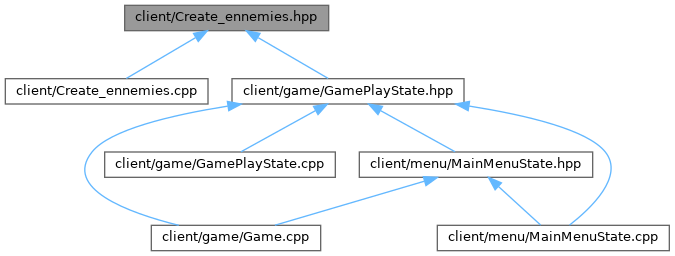 client/Create_ennemies.hpp
client/Create_ennemies.cpp
client/game/GamePlayState.hpp
client/game/GamePlayState.cpp
client/menu/MainMenuState.hpp
client/game/Game.cpp
client/menu/MainMenuState.cpp